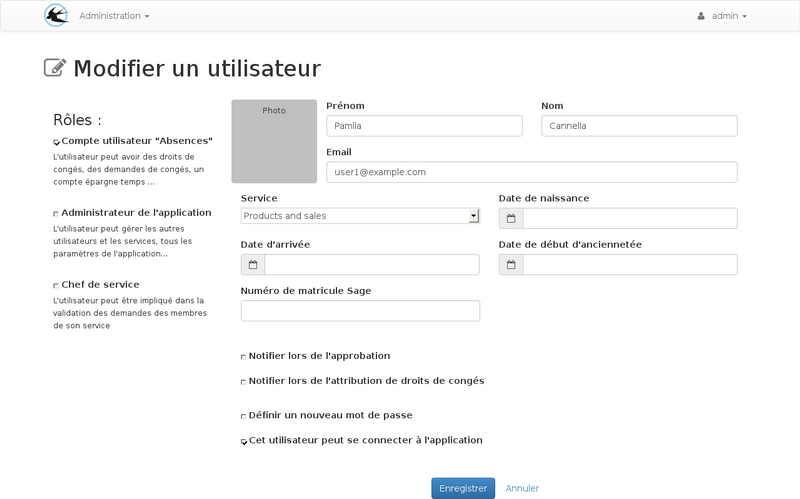 Administration
admin
Modifier un utilisateur
Rôles :
Compte utilisateur "Absences"
L'utilisateur peut avoir des droits de
congés, des demandes de congés, un
compte épargne temps ...
Administrateur de l'application
L'utilisateur peut gérer les autres
utilisateurs et les services, tous les
paramètres de l'application...
Chef de service
L'utilisateur peut être impliqué dans la
validation des demandes des membres
de son service
Photo
Prénom
Nom
Pamila
Cannella
Email
user1@example.com
Service
Date de naissance
Products and sales
Date d'arrivée
Date de début d'anciennetée
Numéro de matricule Sage
Notifier lors de l'approbation
Notifier lors de l'attribution de droits de congés
Définir un nouveau mot de passe
Cet utilisateur peut se connecter à l'application
Enregistrer
Annuler